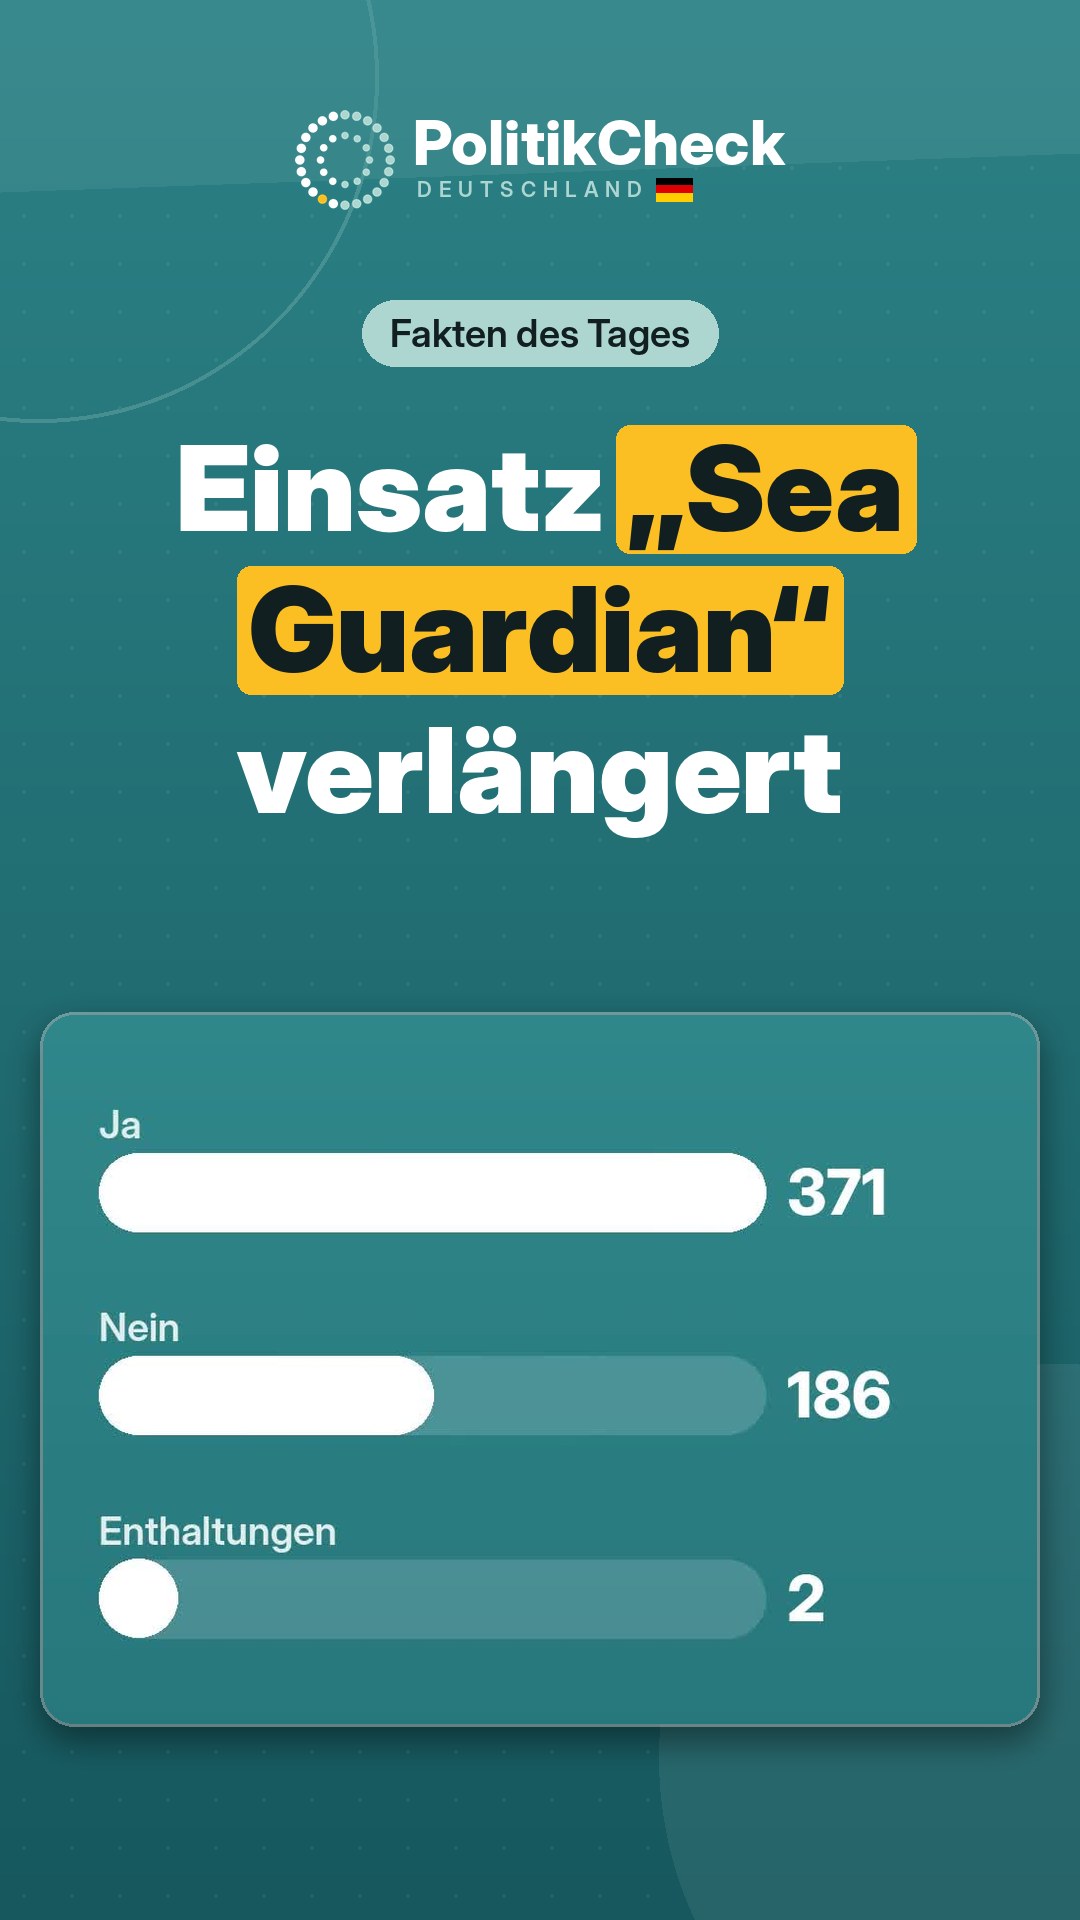 PolitikCheck
DEUTSCHLAND
Fakten des Tages
Einsatz „Sea
Guardian“
verlängert
Ja
371
Nein
186
Enthaltungen
2